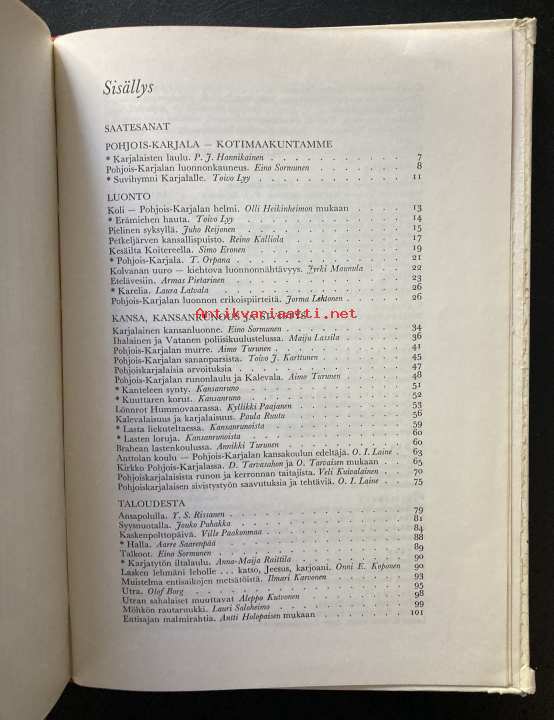 Sisällys
SAATESANAT
POHJOIS-KARJALA — KOTIMAAKUNTAMME
* Karjalaisten laulu. P. J. Hannikainen 7
Pohjois-Karjalan luonnonkauneus. Eino Sormunen 8
* Suvihymni Karjalalle. Toivo Lyy 11
LUONTO
Koli — Pohjois-Karjalan helmi. Olli Heikinheimon mukaan 13
* Erämiehen hauta. Toivo Lyy 14
Pielinen syksyllä. Juho Reijonen 15
Petkeljärven kansallispuisto. Reino Kalliola 17
Kesäilta Koitereella. Simo Eronen 19
* Pohjois-Karjala. T. Orpana 21
Kolvanan uuro — kiehtova luonnonnähtävyys. Jyrki Maunula 22
Etelävesiin. Armas Pietarinen 23
* Karelia. Laura Latvala 26
Pohjois-Karjalan luonnon erikoispiirteitä. Jorma Lehtonen 26
Antikvariaatti.net
KANSA, KANSANRUNOUS JA SIVISTYS
Karjalainen kansanluonne. Eino Sormunen 34
Ihalainen ja Vatanen poliisikuulustelussa. Maiju Lassila 36
Pohjois-Karjalan murre. Aimo Turunen 41
Pohjois-Karjalan sananparsista. Toivo J. Karttunen 45
Pohjoiskarjalaisia arvoituksia 47
Pohjois-Karjalan runonlaulu ja Kalevala. Aimo Turunen 48
* Kanteleen synty. Kansanruno 51
* Kuuttaren korut. Kansanruno 52
Lönnrot Hummovaarassa. Kyllikki Paajanen 53
Kalevalaisuus ja karjalaisuus. Paula Ruutu 56
* Lasta liekuteltaessa. Kansanrunoista 59
* Lasten loruja. Kansanrunoista 60
Brahean lastenkoulussa. Annikki Turunen 60
Anttolan koulu — Pohjois-Karjalan kansakoulun edeltäjä. O. I. Laine 63
Kirkko Pohjois-Karjalassa. D. Tarvasahon ja O. Tarvaisen mukaan 65
Pohjoiskarjalaisista runon ja kerronnan taitajista. Veli Kuivalainen 70
Pohjoiskarjalaisen sivistystyön saavutuksia ja tehtäviä. O. I. Laine 75
TALOUDESTA
Ansapolulla. Y. S. Rissanen 79
Syysnuotalla. Jouko Puhakka 81
Kaskenpolttopäivä. Ville Paakonmaa 84
* Halla. Aarre Saarenpää 88
Talkoot. Eino Sormunen 89
* Karjatytön iltalaulu. Anna-Maija Raittila 90
Lasken lehmäni leholle . . . katso, Jeesus, karjoani. Onni E. Koponen 90
Muistelma entisaikojen metsätöistä. Ilmari Karvonen 93
Utra. Olof Borg 95
Utran sahalaiset muuttavat Aleppo Kutvonen 98
Möhkön rautaruukki. Lauri Saloheimo 99
Entisajan malmirahtia. Antti Holopaisen mukaan 101